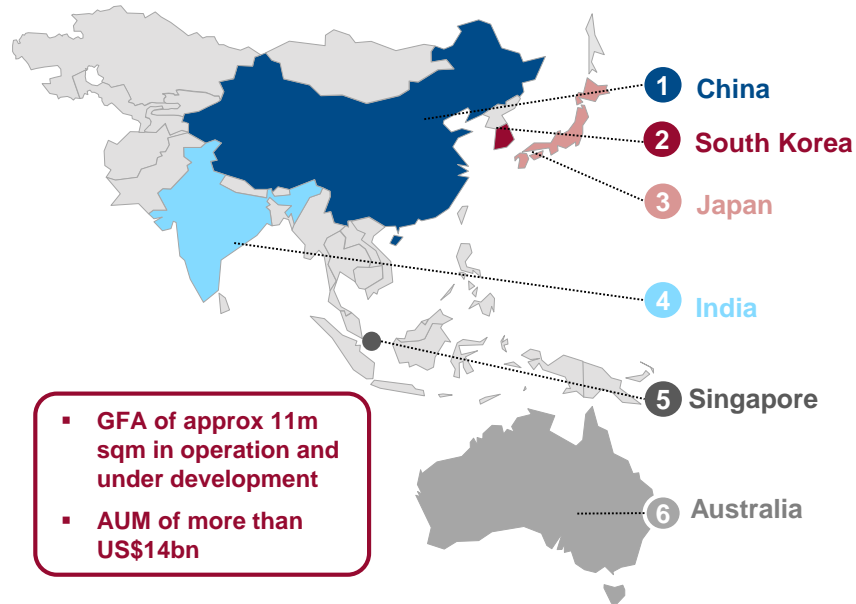 1 China
2 South Korea
3 Japan
4 India
5 Singapore
6 Australia
▪ GFA of approx 11m
sqm in operation and
under development
▪ AUM of more than
US$14bn